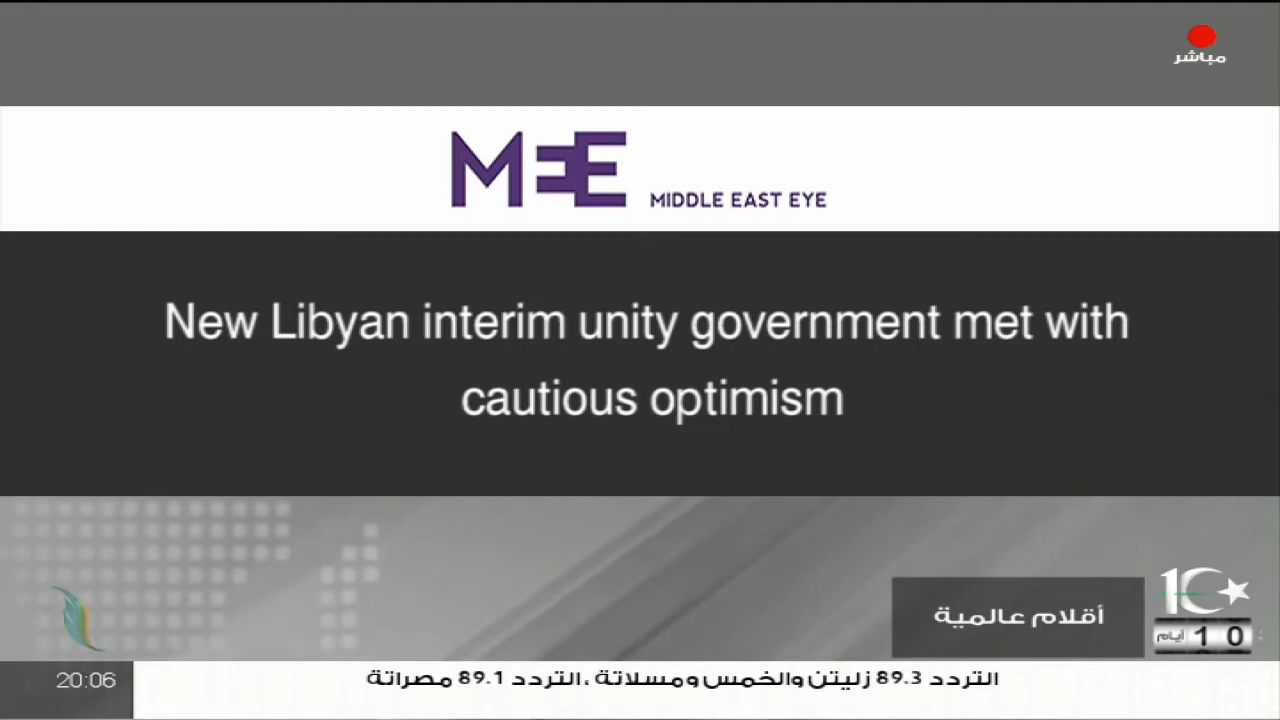 مباشر
MEE MIDDLE EAST EYE
New Libyan interim unity government met with
cautious optimism
أقلام عالمية
10
أيام 1 0
20:06
التردد 89.3 زليتن والخمس ومسلاتة ، التردد 89.1 مصراتة